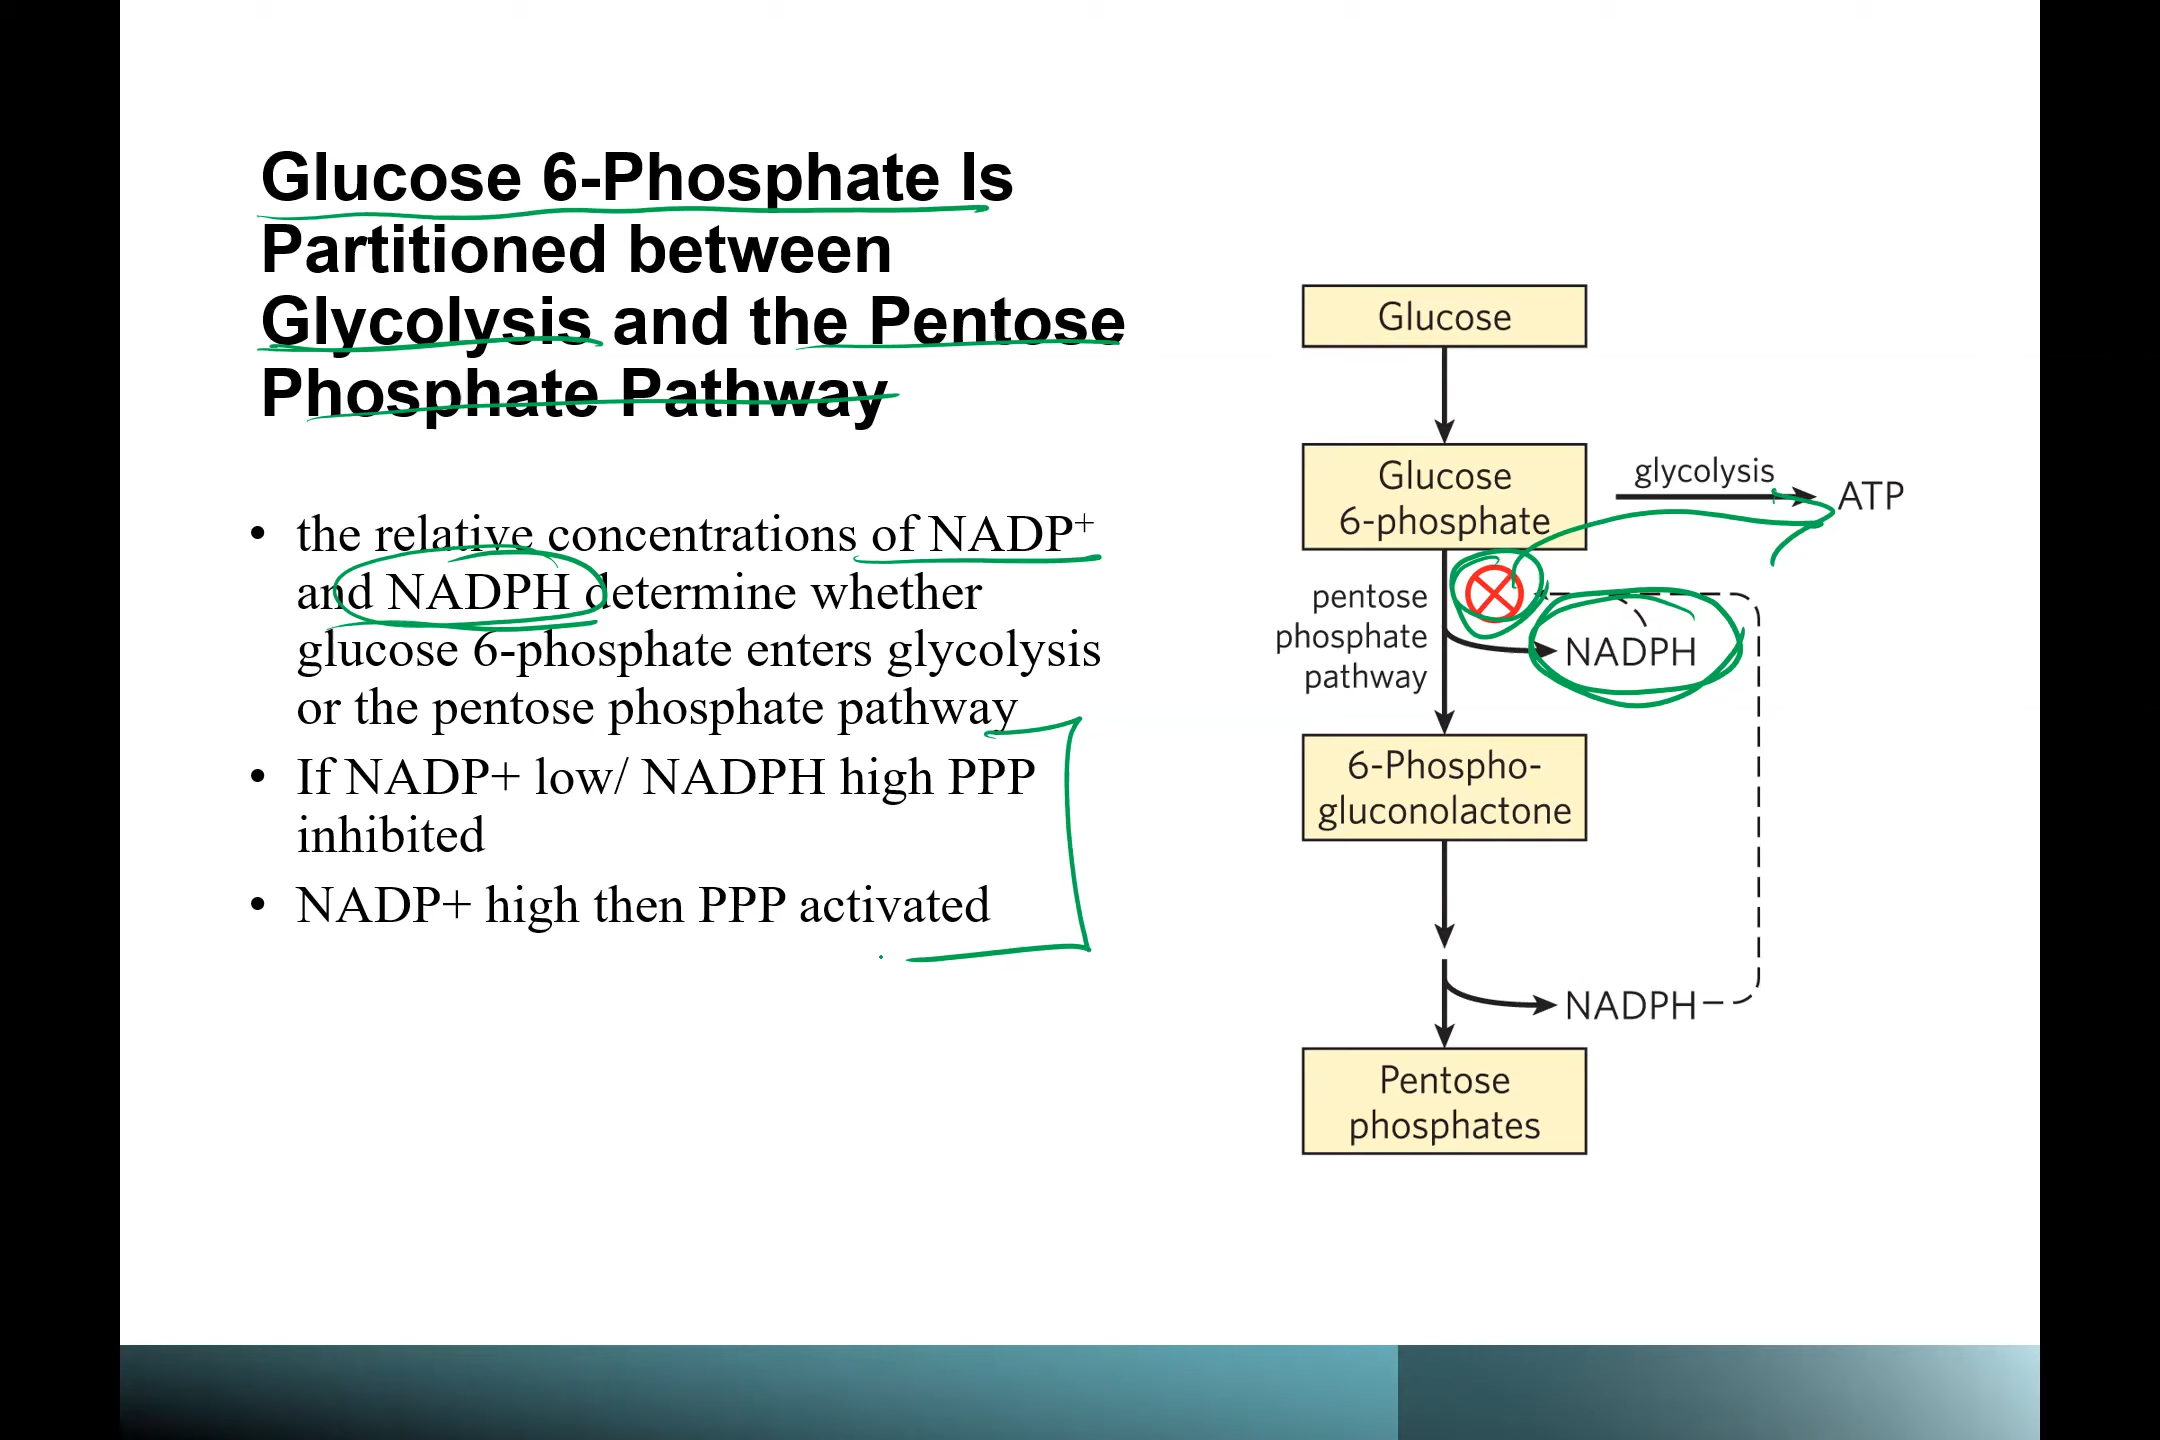 Glucose 6-Phosphate Is
Partitioned between
Glycolysis and the Pentose
Phosphate Pathway
• the relative concentrations of NADP⁺
and NADPH determine whether
glucose 6-phosphate enters glycolysis
or the pentose phosphate pathway
• If NADP+ low/ NADPH high PPP
inhibited
• NADP+ high then PPP activated
Glucose
Glucose
6-phosphate
glycolysis
ATP
pentose
phosphate
pathway
NADPH
6-Phospho-
gluconolactone
NADPH
Pentose
phosphates